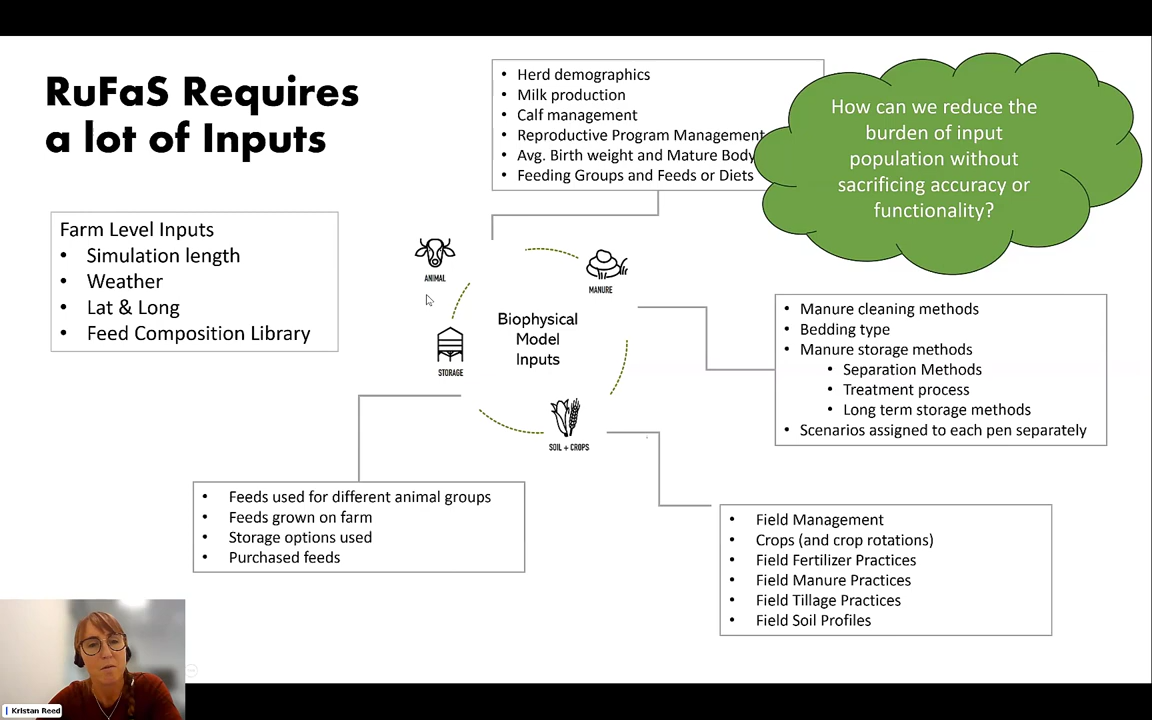 RuFaS Requires
a lot of Inputs
Farm Level Inputs
• Simulation length
• Weather
• Lat & Long
• Feed Composition Library
• Herd demographics
• Milk production
• Calf management
• Reproductive Program Management
• Avg. Birth weight and Mature Body
• Feeding Groups and Feeds or Diets
How can we reduce the
burden of input
population without
sacrificing accuracy or
functionality?
ANIMAL
MANURE
Biophysical
Model
Inputs
STORAGE
SOIL + CROPS
• Manure cleaning methods
• Bedding type
• Manure storage methods
• Separation Methods
• Treatment process
• Long term storage methods
• Scenarios assigned to each pen separately
• Feeds used for different animal groups
• Feeds grown on farm
• Storage options used
• Purchased feeds
• Field Management
• Crops (and crop rotations)
• Field Fertilizer Practices
• Field Manure Practices
• Field Tillage Practices
• Field Soil Profiles
Kristan Reed